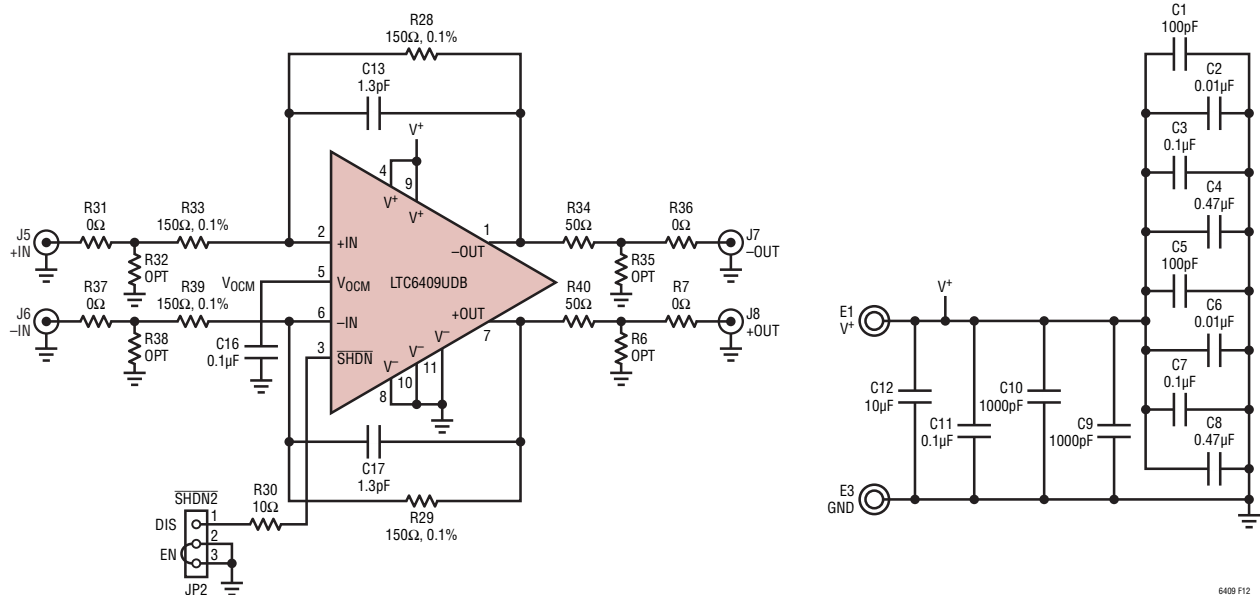 R28
150Ω, 0.1%
C13
1.3pF
V+
4
9
V+
V+
J5
+IN
R31
0Ω
R33
150Ω, 0.1%
R32
OPT
2
+IN
1
–OUT
R34
50Ω
R36
0Ω
J7
–OUT
R35
OPT
VOCM
5
VOCM
LTC6409UDB
J6
–IN
R37
0Ω
R39
150Ω, 0.1%
R38
OPT
6
–IN
+OUT
7
R40
50Ω
R7
0Ω
J8
+OUT
R6
OPT
C16
0.1µF
3
SHDN
V–
V–
V–
8
10
11
C17
1.3pF
R29
150Ω, 0.1%
SHDN2
R30
10Ω
DIS
1
2
EN
3
JP2
C1
100pF
C2
0.01µF
C3
0.1µF
C4
0.47µF
C5
100pF
C6
0.01µF
C7
0.1µF
C8
0.47µF
E1
V+
V+
C12
10µF
C11
0.1µF
C10
1000pF
C9
1000pF
E3
GND
6409 F12